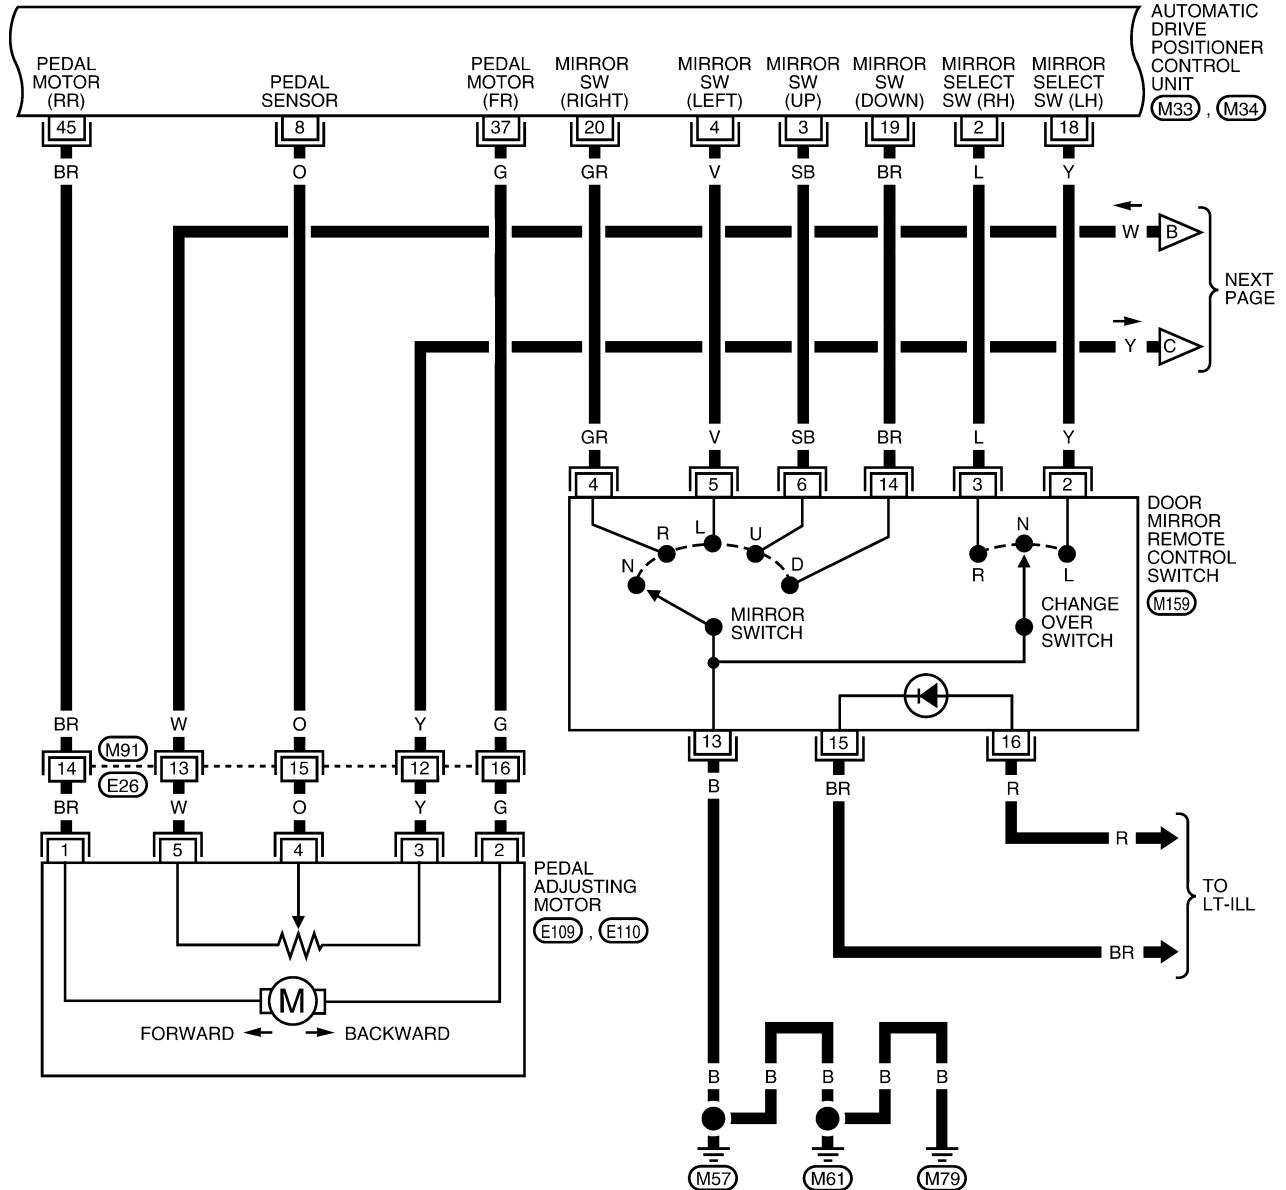 AUTOMATIC
DRIVE
POSITIONER
CONTROL
UNIT
M33 , M34
PEDAL
MOTOR
(RR)
PEDAL
SENSOR
PEDAL
MOTOR
(FR)
MIRROR
SW
(RIGHT)
MIRROR
SW
(LEFT)
MIRROR
SW
(UP)
MIRROR
SW
(DOWN)
MIRROR
SELECT
SW (RH)
MIRROR
SELECT
SW (LH)
45 8 37 20 4 3 19 2 18
BR O G GR V SB BR L Y
W B
NEXT
PAGE
Y C
GR V SB BR L Y
4 5 6 14 3 2
DOOR
MIRROR
REMOTE
CONTROL
SWITCH
M159
N R L U D
MIRROR
SWITCH
R N L
CHANGE
OVER
SWITCH
BR W O Y G
M91
14 13 15 12 16
E26
BR W O Y G
13 15 16
B BR R
1 5 4 3 2
PEDAL
ADJUSTING
MOTOR
E109 , E110
M
FORWARD BACKWARD
R
TO
LT-ILL
BR
B B B B B
M57 M61 M79